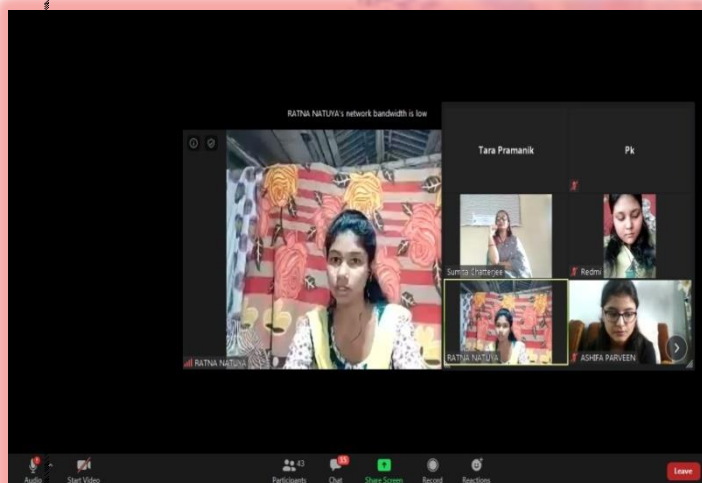 RATNA NATUYA's network bandwidth is low
Tara Pramanik
Pk
Sumita Chatterjee
Redmi
RATNA NATUYA
RATNA NATUYA
ASHIFA PARVEEN
Audio
Start Video
43
Participants
35
Chat
Share Screen
Record
Reactions
Leave